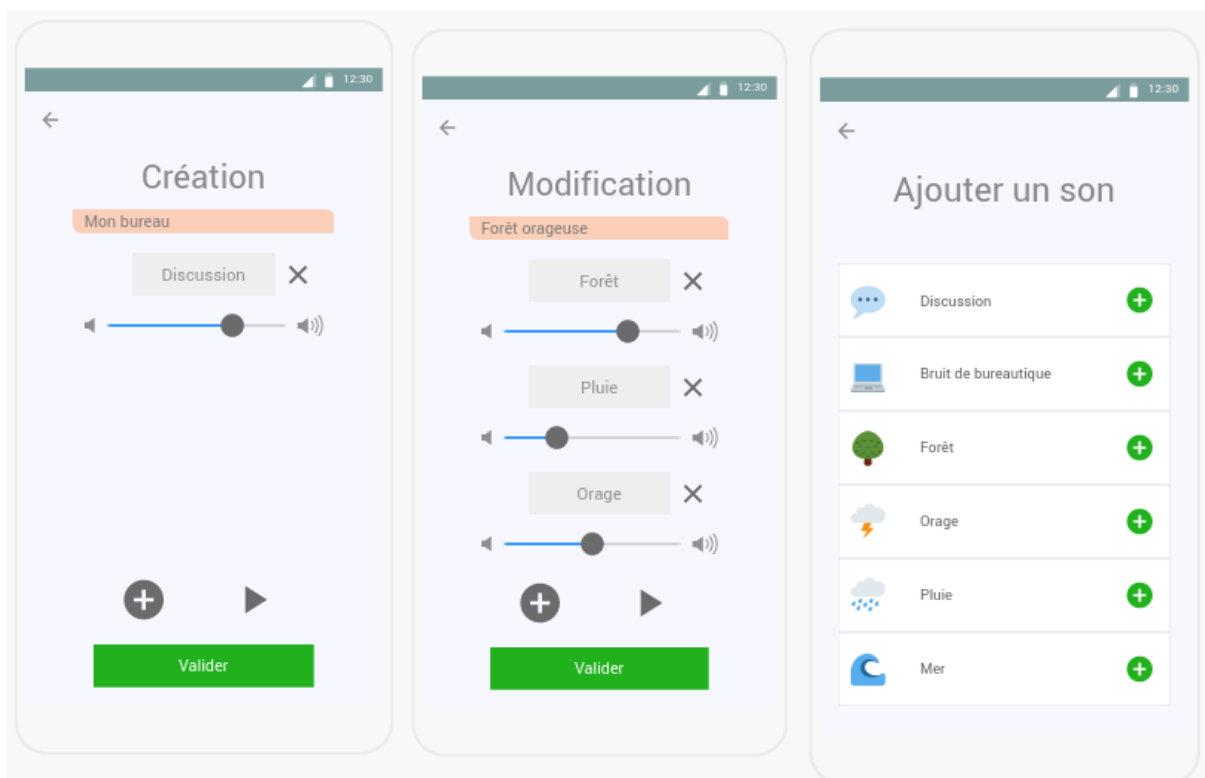 12:30
Création
Mon bureau
Discussion
Valider
12:30
Modification
Forêt orageuse
Forêt
Pluie
Orage
Valider
12:30
Ajouter un son
Discussion
Bruit de bureautique
Forêt
Orage
Pluie
Mer